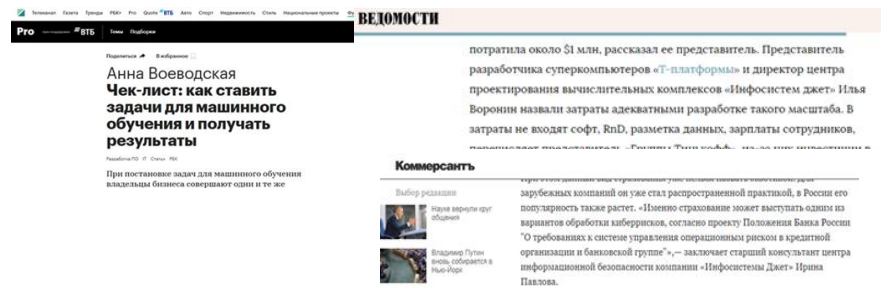 Телеканал Газета Тренды РБК+ Pro Quote ВТБ Авто Спорт Недвижимость Стиль Национальные проекты
Pro ВТБ Темы Подборки
Поделиться В избранное
Анна Воеводская
Чек-лист: как ставить
задачи для машинного
обучения и получать
результаты
Разработка ПО IT Статьи РБК
При постановке задач для машинного обучения
владельцы бизнеса совершают одни и те же
ВЕДОМОСТИ
потратила около $1 млн, рассказал ее представитель. Представитель
разработчика суперкомпьютеров «Т-платформы» и директор центра
проектирования вычислительных комплексов «Инфосистем джет» Илья
Воронин назвали затраты адекватными разработке такого масштаба. В
затраты не входят софт, RnD, разметка данных, зарплаты сотрудников,
Коммерсантъ
Выбор редакции
Науке вернули круг
общения
Владимир Путин
вновь собирается в
Нью-Йорк
зарубежных компаний он уже стал распространенной практикой, в России его
популярность также растет. «Именно страхование может выступать одним из
вариантов обработки киберрисков, согласно проекту Положения Банка России
"О требованиях к системе управления операционным риском в кредитной
организации и банковской группе"»,— заключает старший консультант центра
информационной безопасности компании «Инфосистемы Джет» Ирина
Павлова.